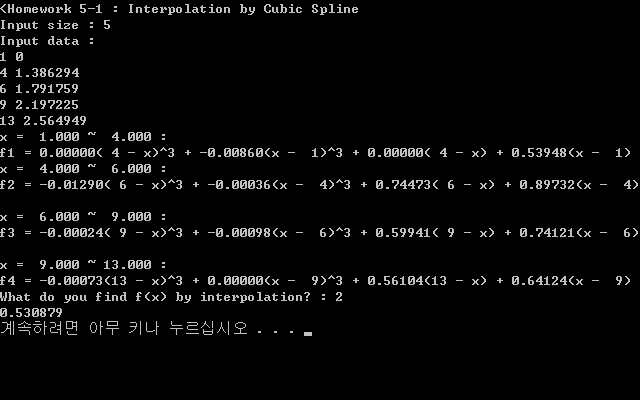 <Homework 5-1 : Interpolation by Cubic Spline
Input size : 5
Input data :
1 0
4 1.386294
6 1.791759
9 2.197225
13 2.564949
x =  1.000 ~  4.000 :
f1 = 0.00000( 4 - x)^3 + -0.00860(x -  1)^3 + 0.00000( 4 - x) + 0.53948(x -  1)
x =  4.000 ~  6.000 :
f2 = -0.01290( 6 - x)^3 + -0.00036(x -  4)^3 + 0.74473( 6 - x) + 0.89732(x -  4)
x =  6.000 ~  9.000 :
f3 = -0.00024( 9 - x)^3 + -0.00098(x -  6)^3 + 0.59941( 9 - x) + 0.74121(x -  6)
x =  9.000 ~ 13.000 :
f4 = -0.00073(13 - x)^3 + 0.00000(x -  9)^3 + 0.56104(13 - x) + 0.64124(x -  9)
What do you find f(x) by interpolation? : 2
0.530879
계속하려면 아무 키나 누르십시오 . . .